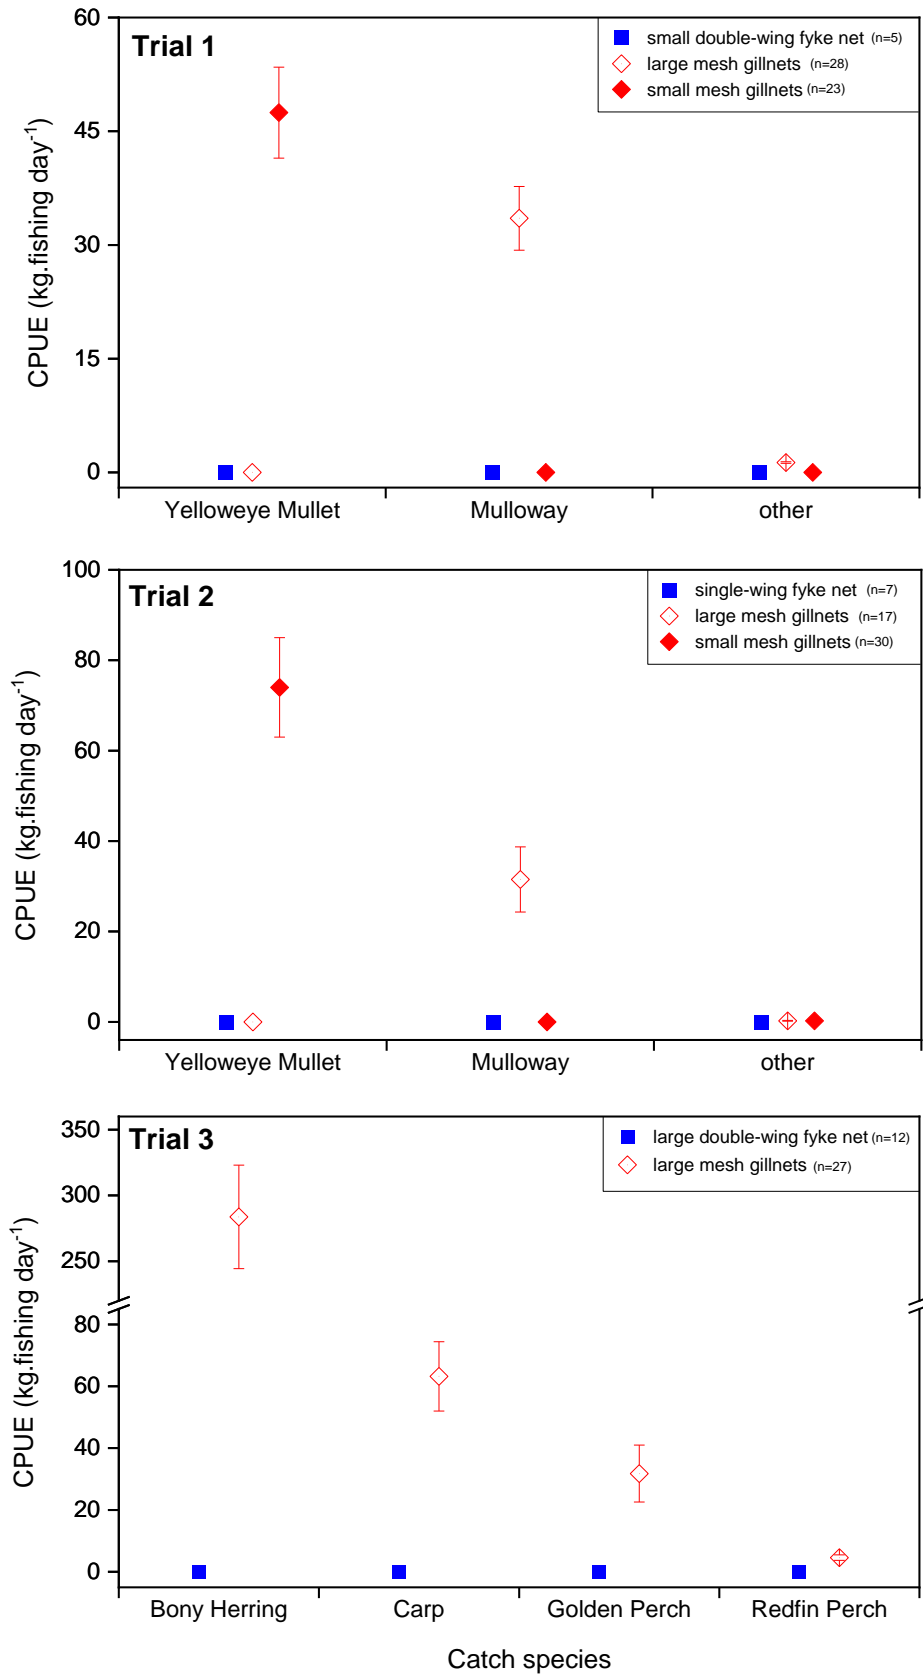 Trial 1
small double-wing fyke net (n=5)
large mesh gillnets (n=28)
small mesh gillnets (n=23)
CPUE (kg.fishing day-1)
60
45
30
15
0
Yelloweye Mullet Mulloway other
Trial 2
single-wing fyke net (n=7)
large mesh gillnets (n=17)
small mesh gillnets (n=30)
CPUE (kg.fishing day-1)
100
80
60
40
20
0
Yelloweye Mullet Mulloway other
Trial 3
large double-wing fyke net (n=12)
large mesh gillnets (n=27)
CPUE (kg.fishing day-1)
350
300
250
80
60
40
20
0
Bony Herring Carp Golden Perch Redfin Perch
Catch species